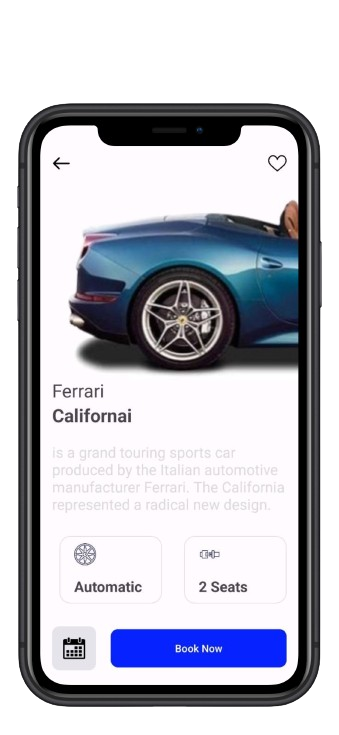 Ferrari
Californai
is a grand touring sports car
produced by the Italian automotive
manufacturer Ferrari. The California
represented a radical new design.
Automatic
2 Seats
Book Now